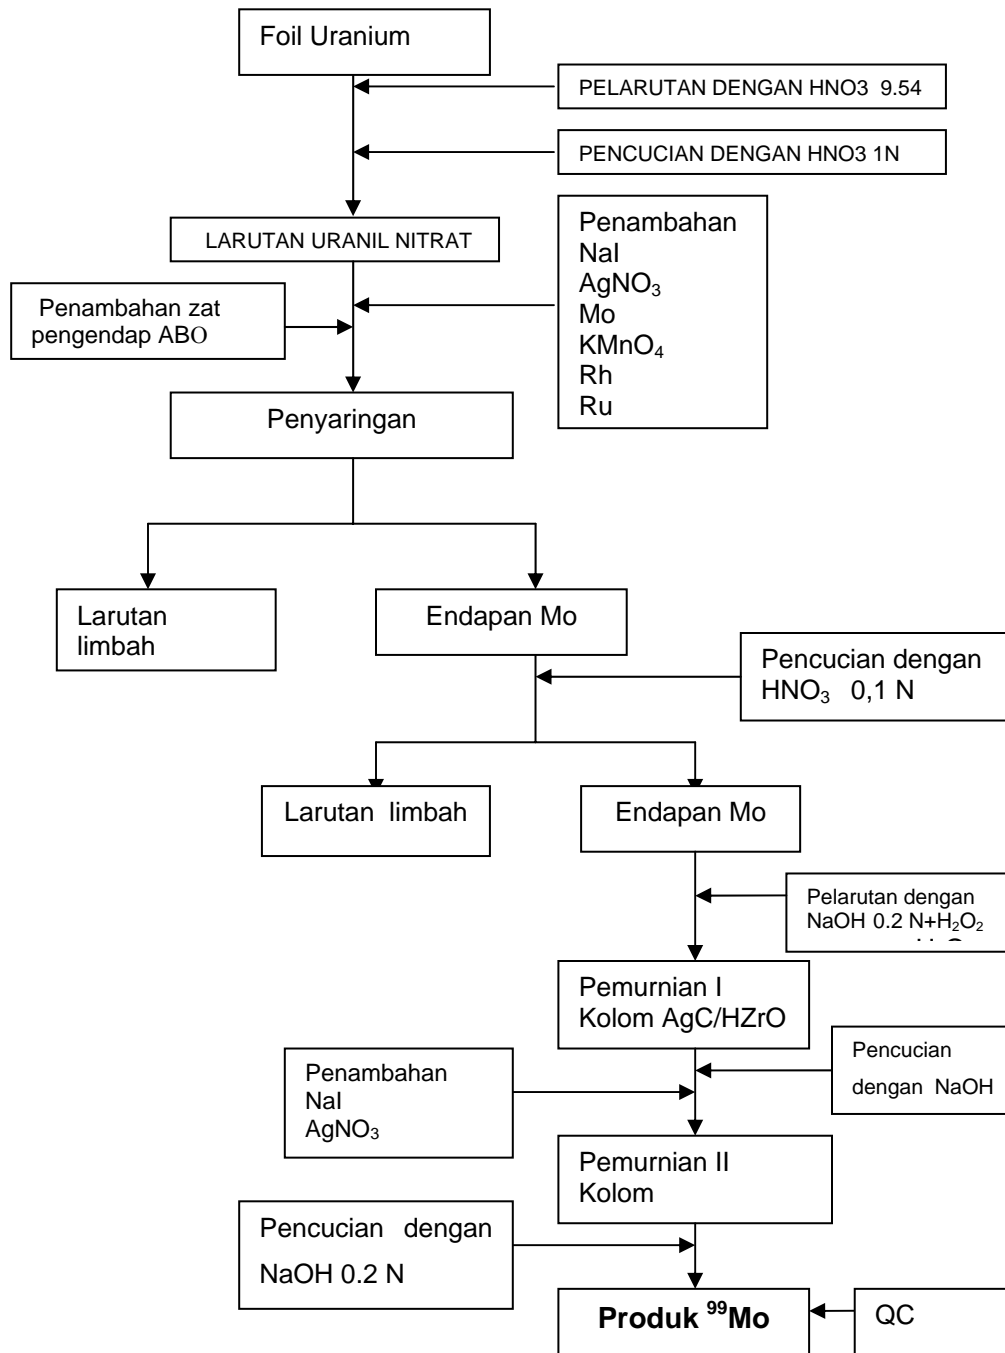 Foil Uranium
PELARUTAN DENGAN HNO3 9.54
PENCUCIAN DENGAN HNO3 1N
LARUTAN URANIL NITRAT
Penambahan
NaI
AgNO₃
Mo
KMnO₄
Rh
Ru
Penambahan zat
pengendap ABO
Penyaringan
Larutan
limbah
Endapan Mo
Pencucian dengan
HNO₃ 0,1 N
Larutan limbah
Endapan Mo
Pelarutan dengan
NaOH 0.2 N+H₂O₂
Pemurnian I
Kolom AgC/HZrO
Pencucian
dengan NaOH
Penambahan
NaI
AgNO₃
Pemurnian II
Kolom
Pencucian dengan
NaOH 0.2 N
Produk ⁹⁹Mo
QC